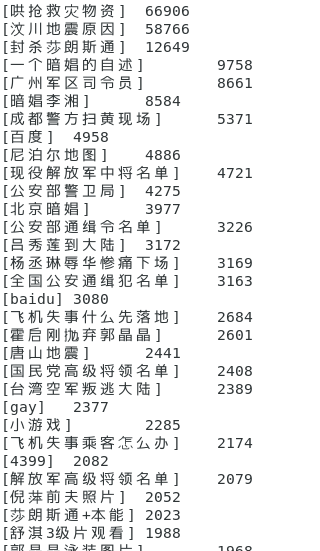 [哄抢救灾物资] 66906
[汶川地震原因] 58766
[封杀莎朗斯通] 12649
[一个暗娼的自述] 9758
[广州军区司令员] 8661
[暗娼李湘] 8584
[成都警方扫黄现场] 5371
[百度] 4958
[尼泊尔地图] 4886
[现役解放军中将名单] 4721
[公安部警卫局] 4275
[北京暗娼] 3977
[公安部通缉令名单] 3226
[吕秀莲到大陆] 3172
[杨丞琳辱华惨痛下场] 3169
[全国公安通缉犯名单] 3163
[baidu] 3080
[飞机失事什么先落地] 2684
[霍启刚抛弃郭晶晶] 2601
[唐山地震] 2441
[国民党高级将领名单] 2408
[台湾空军叛逃大陆] 2389
[gay] 2377
[小游戏] 2285
[飞机失事乘客怎么办] 2174
[4399] 2082
[解放军高级将领名单] 2079
[倪萍前夫照片] 2052
[莎朗斯通+本能] 2023
[舒淇3级片观看] 1988
[郭晶晶泳装图片] 1968